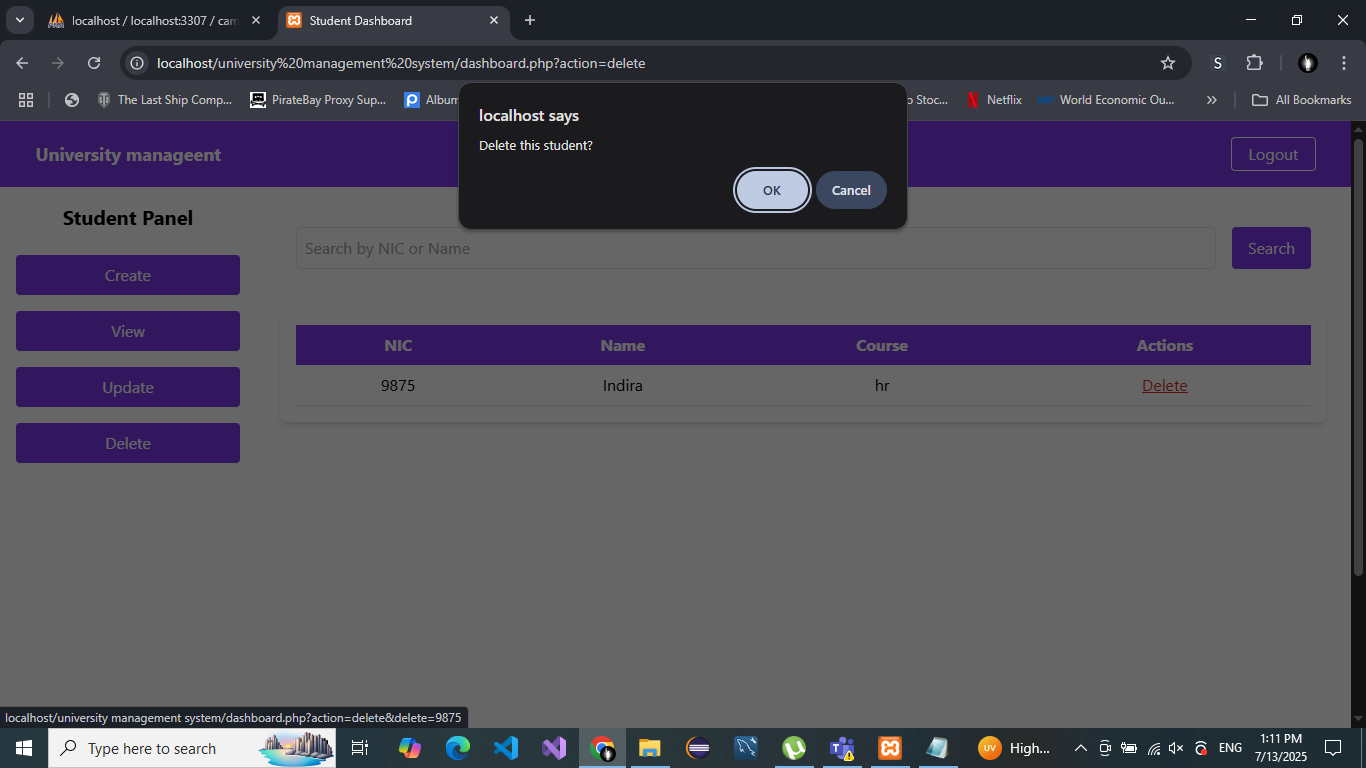 localhost / localhost:3307 / cam
Student Dashboard
localhost/university%20management%20system/dashboard.php?action=delete
S
The Last Ship Comp...
PirateBay Proxy Sup...
Album
o Stoc...
Netflix
World Economic Ou...
All Bookmarks
localhost says
Delete this student?
OK
Cancel
University manageent
Logout
Student Panel
Create
View
Update
Delete
Search by NIC or Name
Search
NIC Name Course Actions
9875 Indira hr Delete
localhost/university management system/dashboard.php?action=delete&delete=9875
Type here to search
UV
High...
ENG
1:11 PM
7/13/2025